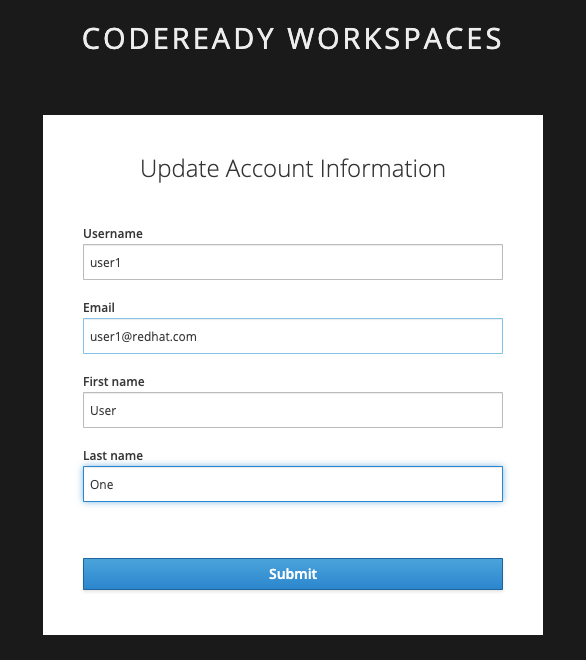 CODEREADY WORKSPACES
Update Account Information
Username
user1
Email
user1@redhat.com
First name
User
Last name
One
Submit